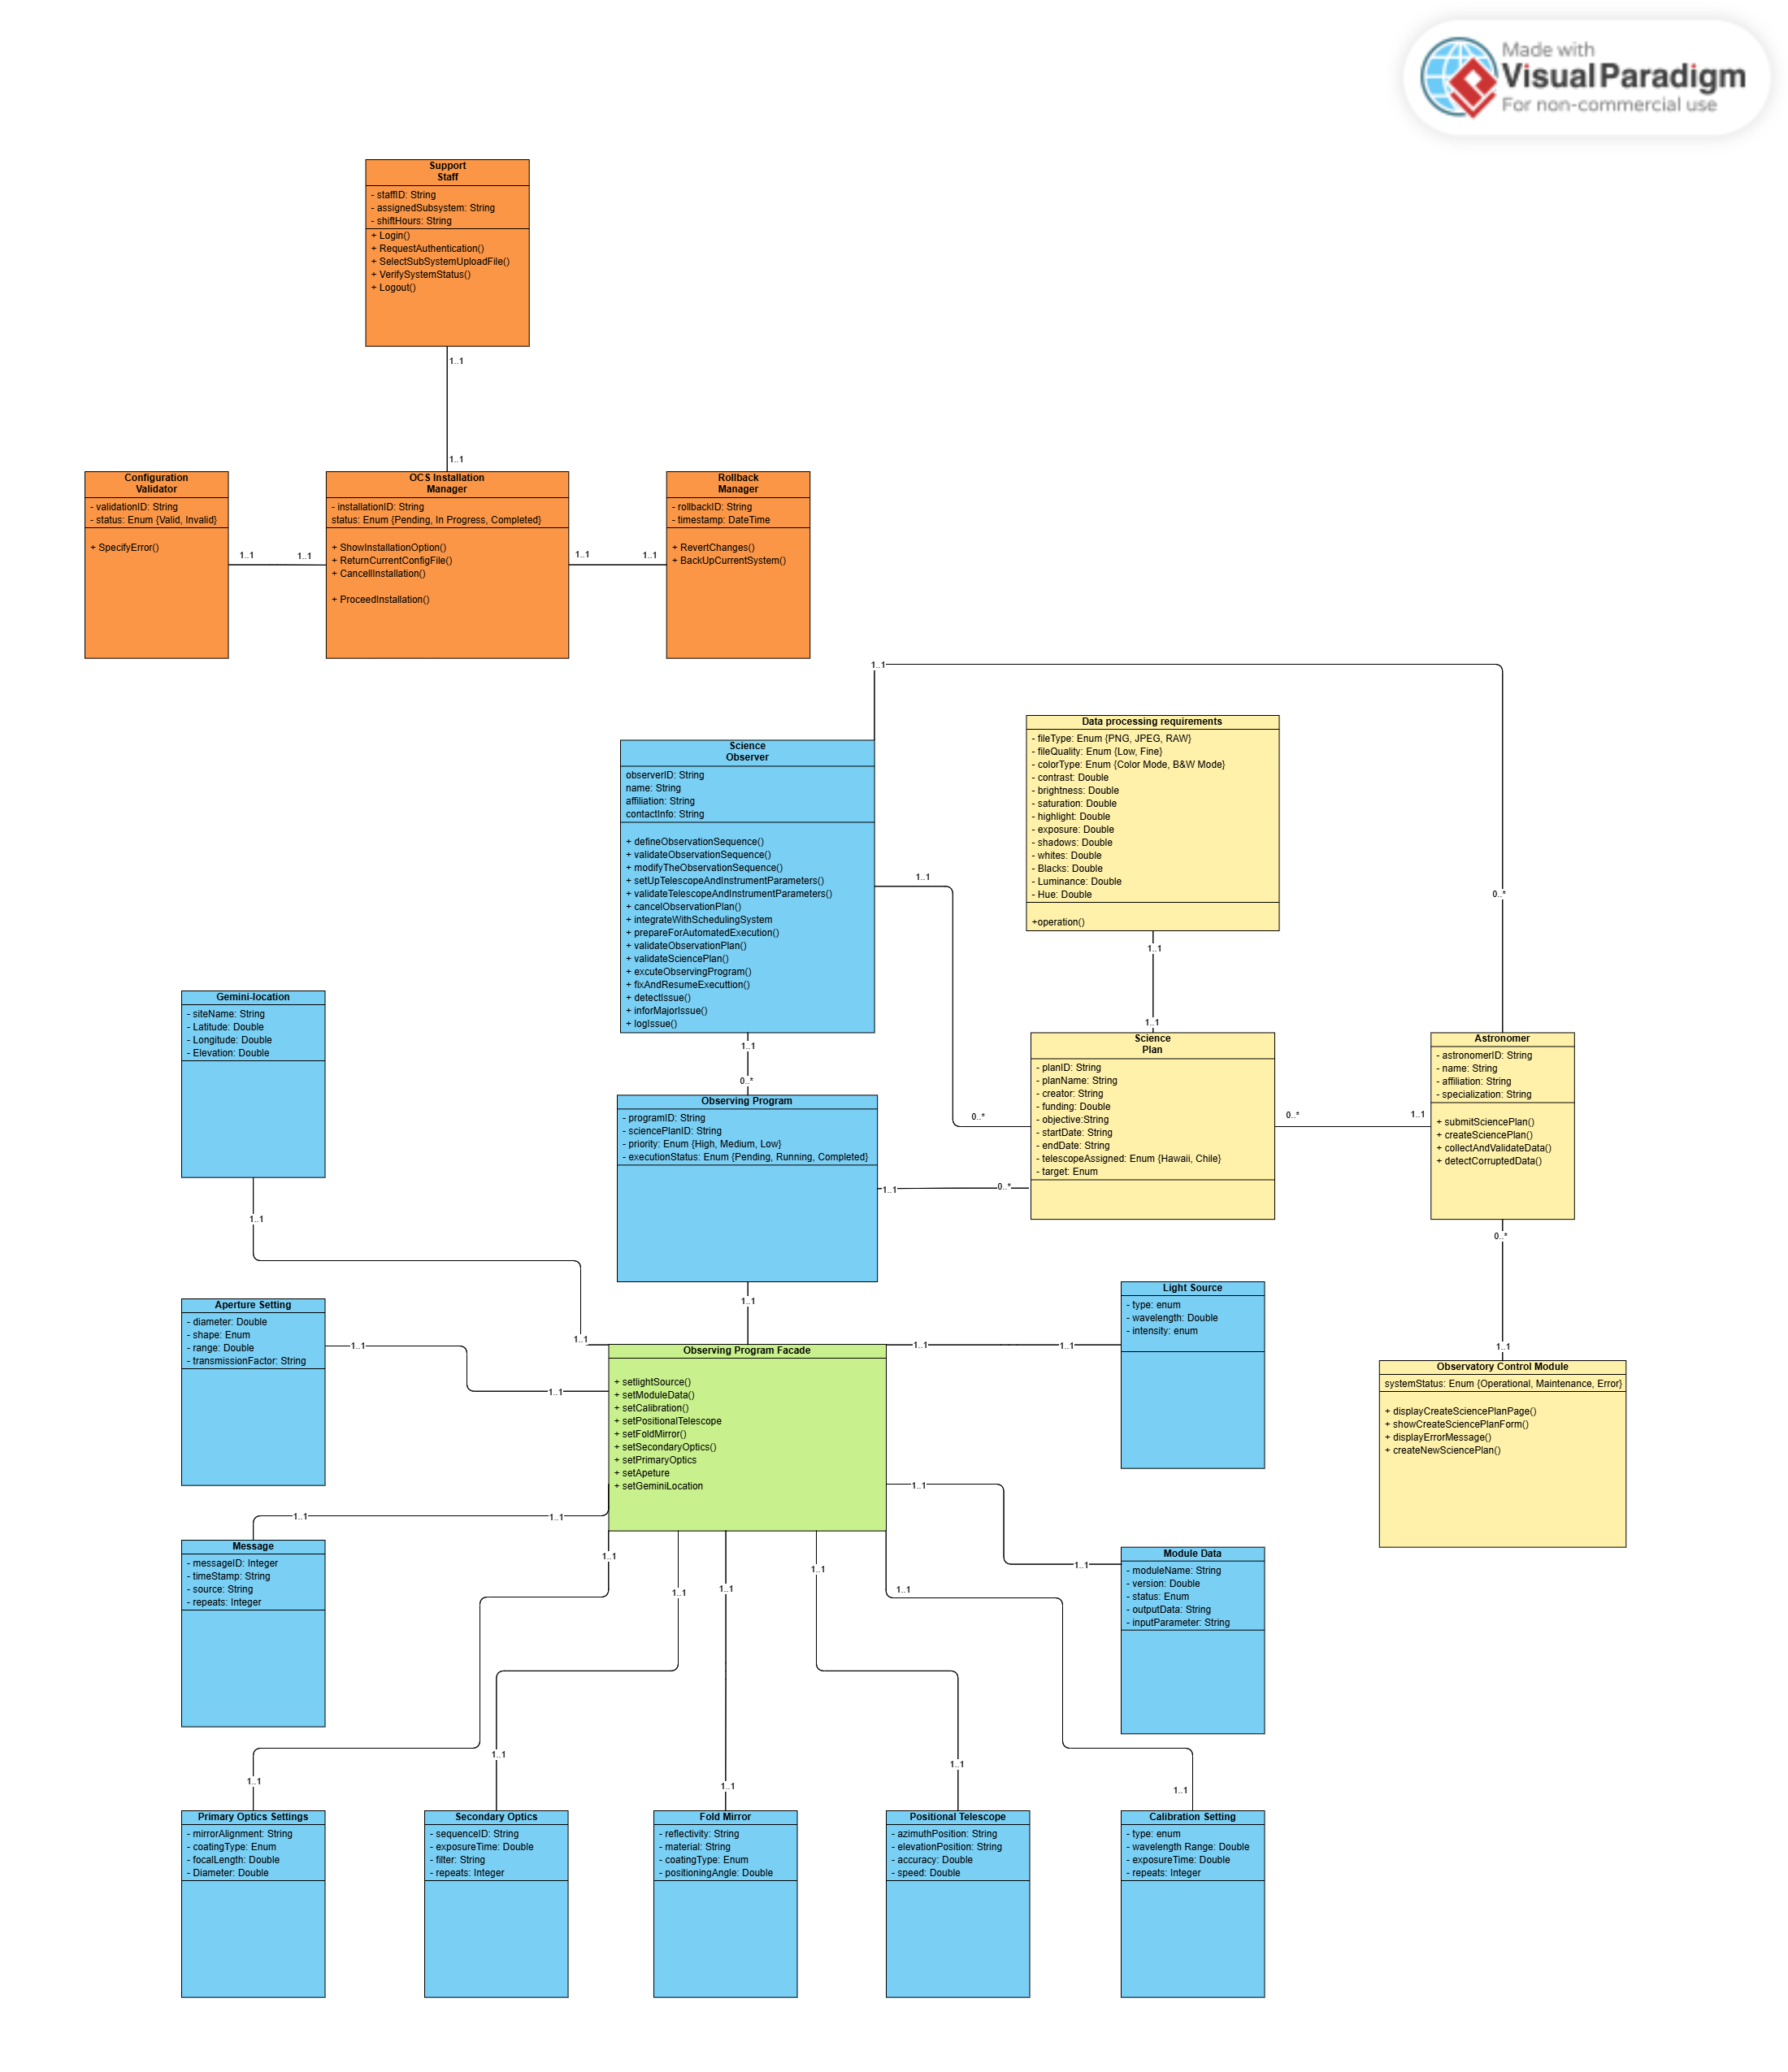 Made with
Visual Paradigm
For non-commercial use
Support
Staff
- staffID: String
- assignedSubsystem: String
- shiftHours: String
+ Login()
+ RequestAuthentication()
+ SelectSubSystemUploadFile()
+ VerifySystemStatus()
+ Logout()
1..1
1..1
Configuration
Validator
- validationID: String
- status: Enum {Valid, Invalid}
+ SpecifyError()
1..1
1..1
OCS Installation
Manager
- installationID: String
status: Enum {Pending, In Progress, Completed}
+ ShowInstallationOption()
+ ReturnCurrentConfigFile()
+ CancelInstallation()
+ ProceedInstallation()
1..1
1..1
Rollback
Manager
- rollbackID: String
- timestamp: DateTime
+ RevertChanges()
+ BackUpCurrentSystem()
1..1
0..*
Science
Observer
observerID: String
name: String
affiliation: String
contactInfo: String
+ defineObservationSequence()
+ validateObservationSequence()
+ modifyTheObservationSequence()
+ setUpTelescopeAndInstrumentParameters()
+ validateTelescopeAndInstrumentParameters()
+ cancelObservationPlan()
+ integrateWithSchedulingSystem
+ prepareForAutomatedExecution()
+ validateObservationPlan()
+ validateSciencePlan()
+ excuteObservingProgram()
+ fixAndResumeExecuttion()
+ detectIssue()
+ inforMajorIssue()
+ logIssue()
1..1
0..*
1..1
0..*
Data processing requirements
- fileType: Enum {PNG, JPEG, RAW}
- fileQuality: Enum {Low, Fine}
- colorType: Enum {Color Mode, B&W Mode}
- contrast: Double
- brightness: Double
- saturation: Double
- highlight: Double
- exposure: Double
- shadows: Double
- whites: Double
- Blacks: Double
- Luminance: Double
- Hue: Double
+operation()
1..1
1..1
Science
Plan
- planID: String
- planName: String
- creator: String
- funding: Double
- objective:String
- startDate: String
- endDate: String
- telescopeAssigned: Enum {Hawaii, Chile}
- target: Enum
0..*
1..1
Astronomer
- astronomerID: String
- name: String
- affiliation: String
- specialization: String
+ submitSciencePlan()
+ createSciencePlan()
+ collectAndValidateData()
+ detectCorruptedData()
0..*
1..1
Observatory Control Module
systemStatus: Enum {Operational, Maintenance, Error}
+ displayCreateSciencePlanPage()
+ showCreateSciencePlanForm()
+ displayErrorMessage()
+ createNewSciencePlan()
Observing Program
- programID: String
- sciencePlanID: String
- priority: Enum {High, Medium, Low}
- executionStatus: Enum {Pending, Running, Completed}
1..1
0..*
1..1
Gemini-location
- siteName: String
- Latitude: Double
- Longitude: Double
- Elevation: Double
1..1
1..1
Aperture Setting
- diameter: Double
- shape: Enum
- range: Double
- transmissionFactor: String
1..1
1..1
Observing Program Facade
+ setlightSource()
+ setModuleData()
+ setCalibration()
+ setPositionalTelescope
+ setFoldMirror()
+ setSecondaryOptics()
+ setPrimaryOptics
+ setApeture
+ setGeminiLocation
1..1
1..1
Light Source
- type: enum
- wavelength: Double
- intensity: enum
1..1
1..1
Message
- messageID: Integer
- timeStamp: String
- source: String
- repeats: Integer
1..1
1..1
Module Data
- moduleName: String
- version: Double
- status: Enum
- outputData: String
- inputParameter: String
1..1
1..1
1..1
1..1
1..1
1..1
1..1
1..1
1..1
1..1
Primary Optics Settings
- mirrorAlignment: String
- coatingType: Enum
- focalLength: Double
- Diameter: Double
Secondary Optics
- sequenceID: String
- exposureTime: Double
- filter: String
- repeats: Integer
Fold Mirror
- reflectivity: String
- material: String
- coatingType: Enum
- positioningAngle: Double
Positional Telescope
- azimuthPosition: String
- elevationPosition: String
- accuracy: Double
- speed: Double
Calibration Setting
- type: enum
- wavelength Range: Double
- exposureTime: Double
- repeats: Integer